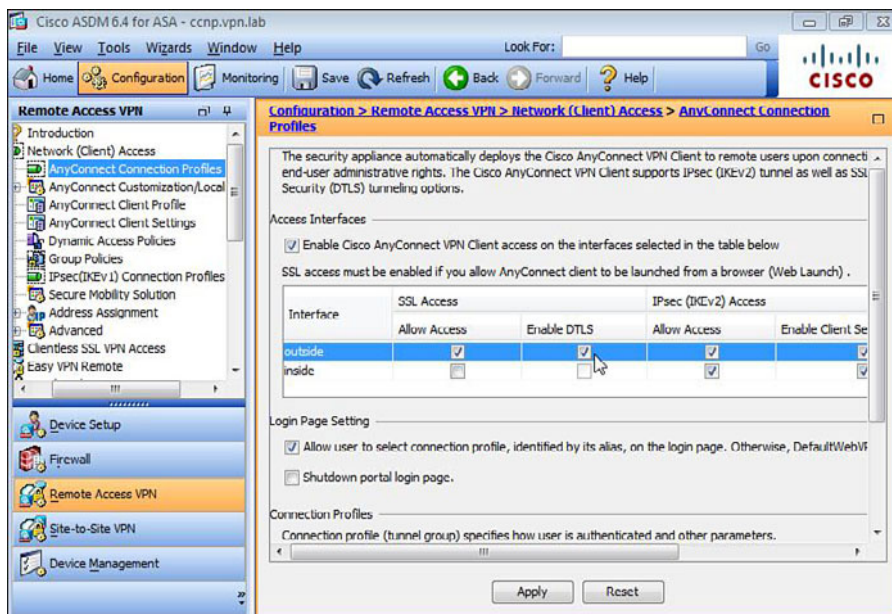 Cisco ASDM 6.4 for ASA - ccnp.vpn.lab
File View Tools Wizards Window Help Look For: Go
Home Configuration Monitoring Save Refresh Back Forward Help
CISCO
Remote Access VPN
Introduction
Network (Client) Access
AnyConnect Connection Profiles
AnyConnect Customization/Local
AnyConnect Client Profile
AnyConnect Client Settings
Dynamic Access Policies
Group Policies
IPsec(IKEv1) Connection Profiles
Secure Mobility Solution
Address Assignment
Advanced
Clientless SSL VPN Access
Easy VPN Remote
Device Setup
Firewall
Remote Access VPN
Site-to-Site VPN
Device Management
Configuration > Remote Access VPN > Network (Client) Access > AnyConnect Connection
Profiles
The security appliance automatically deploys the Cisco AnyConnect VPN Client to remote users upon connecti
end-user administrative rights. The Cisco AnyConnect VPN Client supports IPsec (IKEv2) tunnel as well as SSL
Security (DTLS) tunneling options.
Access Interfaces
Enable Cisco AnyConnect VPN Client access on the interfaces selected in the table below
SSL access must be enabled if you allow AnyConnect client to be launched from a browser (Web Launch) .
Interface SSL Access IPsec (IKEv2) Access
Allow Access Enable DTLS Allow Access Enable Client Se
outside
inside
Login Page Setting
Allow user to select connection profile, identified by its alias, on the login page. Otherwise, DefaultWebVP
Shutdown portal login page.
Connection Profiles
Connection profile (tunnel group) specifies how user is authenticated and other parameters.
Apply Reset